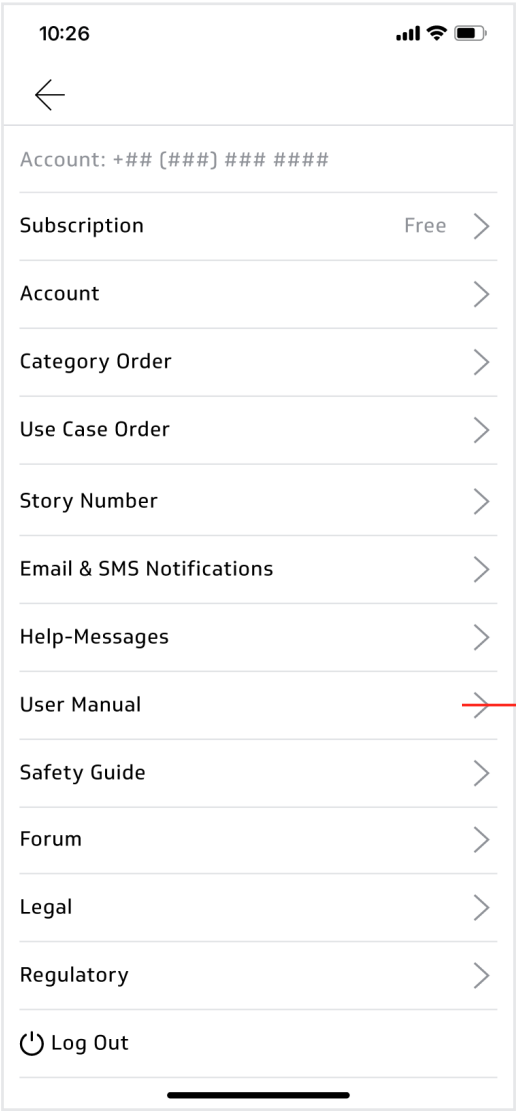 10:26
Account: +## (###) ### ####
Subscription Free
Account
Category Order
Use Case Order
Story Number
Email & SMS Notifications
Help-Messages
User Manual
Safety Guide
Forum
Legal
Regulatory
Log Out